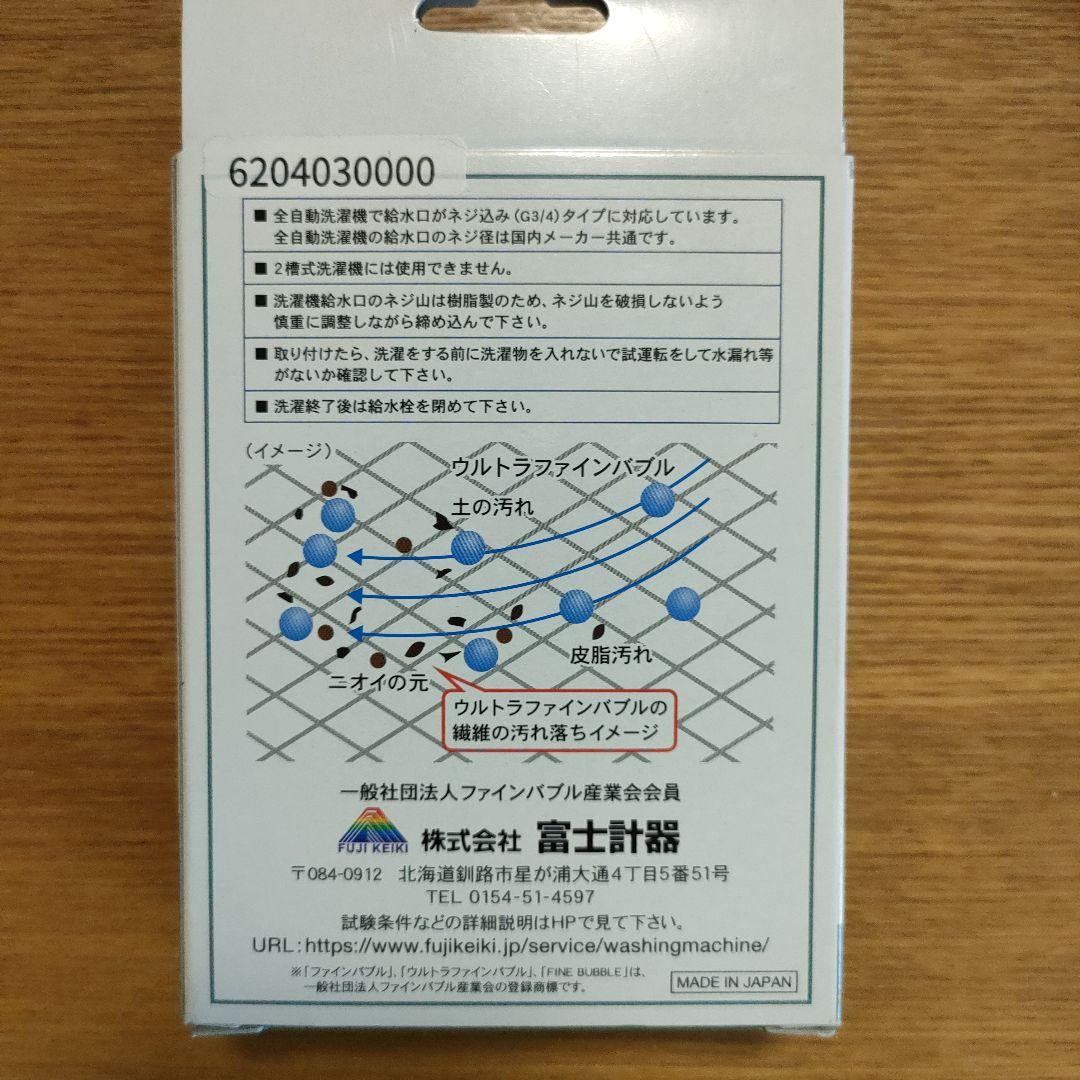 6204030000
■ 全自動洗濯機で給水口がネジ込み(G3/4)タイプに対応しています。
全自動洗濯機の給水口のネジ径は国内メーカー共通です。
■ 2槽式洗濯機には使用できません。
■ 洗濯機給水口のネジ山は樹脂製のため、ネジ山を破損しないよう
慎重に調整しながら締め込んで下さい。
■ 取り付けたら、洗濯をする前に洗濯物を入れないで試運転をして水漏れ等
がないか確認して下さい。
■ 洗濯終了後は給水栓を閉めて下さい。
(イメージ)
ウルトラファインバブル
土の汚れ
皮脂汚れ
ニオイの元
ウルトラファインバブルの
繊維の汚れ落ちイメージ
一般社団法人ファインバブル産業会会員
FUJI KEIKI 株式会社 富士計器
〒084-0912 北海道釧路市星が浦大通4丁目5番51号
TEL 0154-51-4597
試験条件などの詳細説明はHPで見て下さい。
URL:https://www.fujikeiki.jp/service/washingmachine/
※「ファインバブル」、「ウルトラファインバブル」、「FINE BUBBLE」は、
一般社団法人ファインバブル産業会の登録商標です。
MADE IN JAPAN